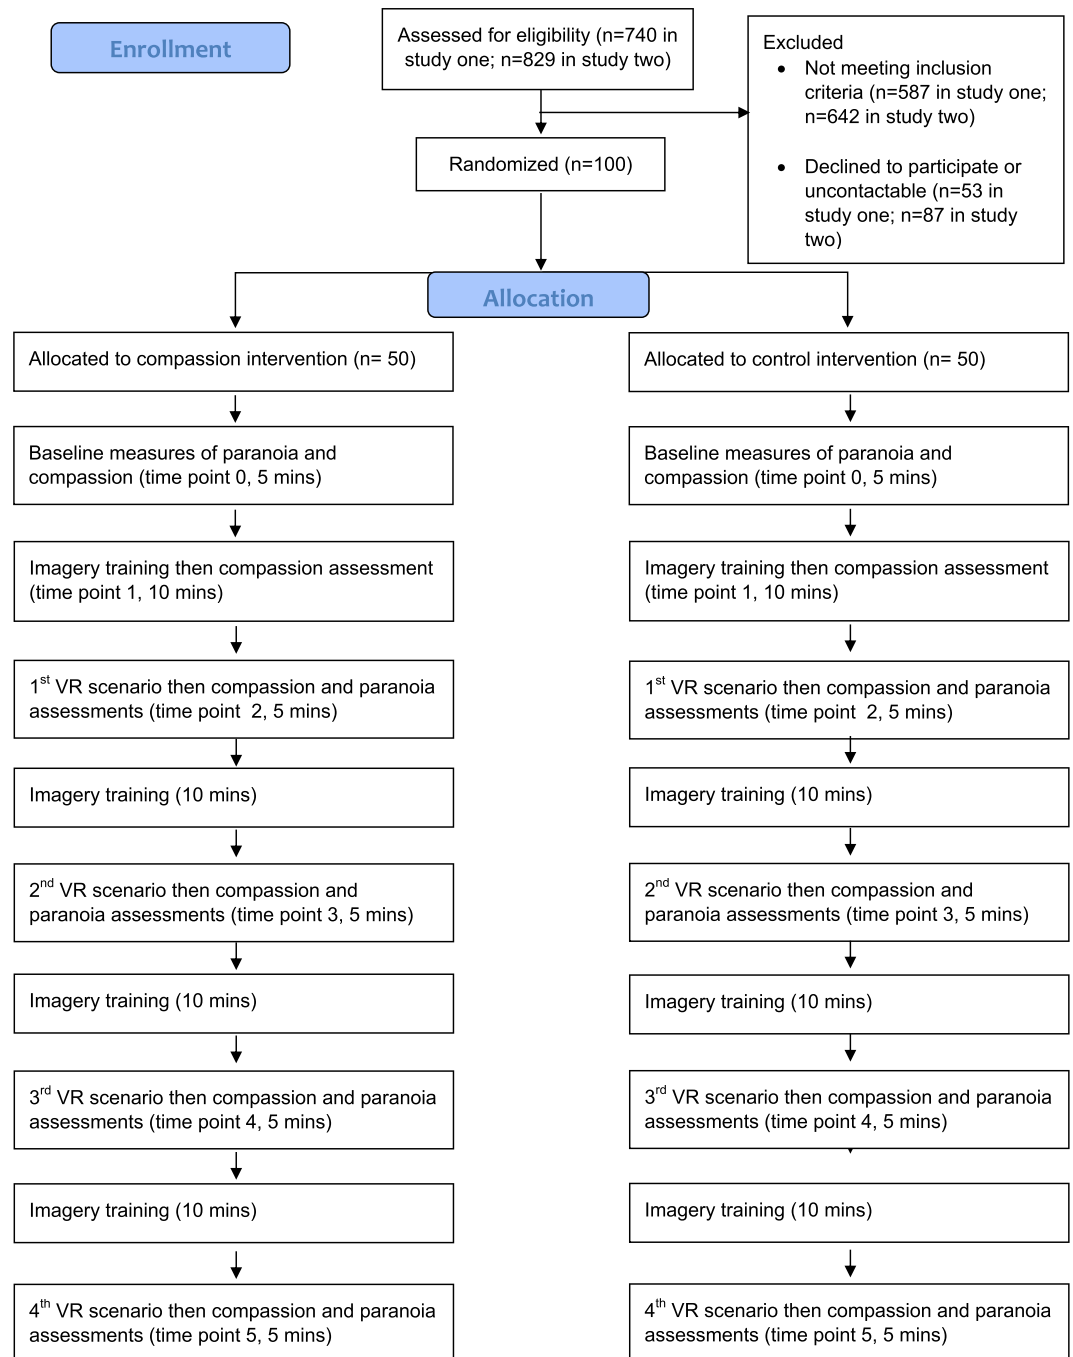 Enrollment
Assessed for eligibility (n=740 in
study one; n=829 in study two)
Excluded
• Not meeting inclusion
criteria (n=587 in study one;
n=642 in study two)
• Declined to participate or
uncontactable (n=53 in
study one; n=87 in study
two)
Randomized (n=100)
Allocation
Allocated to compassion intervention (n= 50)
Baseline measures of paranoia and
compassion (time point 0, 5 mins)
Imagery training then compassion assessment
(time point 1, 10 mins)
1st VR scenario then compassion and paranoia
assessments (time point  2, 5 mins)
Imagery training (10 mins)
2nd VR scenario then compassion and
paranoia assessments (time point 3, 5 mins)
Imagery training (10 mins)
3rd VR scenario then compassion and paranoia
assessments (time point 4, 5 mins)
Imagery training (10 mins)
4th VR scenario then compassion and paranoia
assessments (time point 5, 5 mins)
Allocated to control intervention (n= 50)
Baseline measures of paranoia and
compassion (time point 0, 5 mins)
Imagery training then compassion assessment
(time point 1, 10 mins)
1st VR scenario then compassion and paranoia
assessments (time point  2, 5 mins)
Imagery training (10 mins)
2nd VR scenario then compassion and
paranoia assessments (time point 3, 5 mins)
Imagery training (10 mins)
3rd VR scenario then compassion and paranoia
assessments (time point 4, 5 mins)
Imagery training (10 mins)
4th VR scenario then compassion and paranoia
assessments (time point 5, 5 mins)